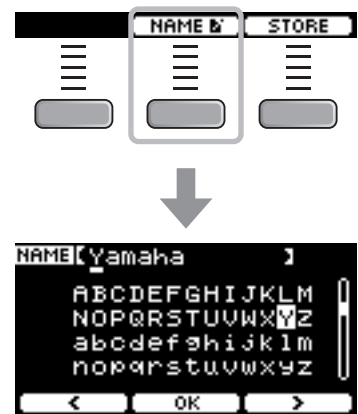 NAME STORE
NAME [Yamaha ]
ABCDEFGHIJKLM
NOPQRSTUVWXYZ
abcdefghijklm
nopqrstuvwxyz
< OK >